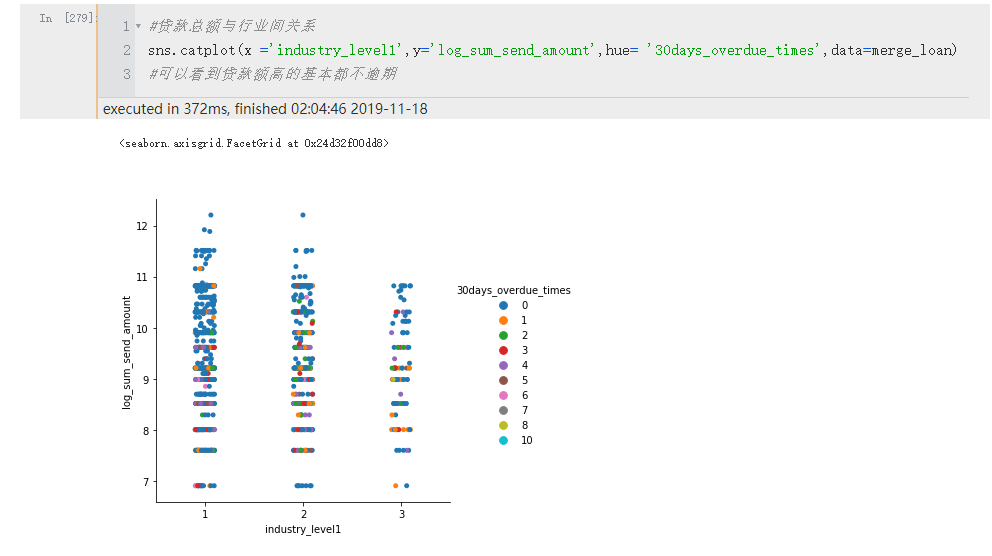 In [279]:
1 #贷款总额与行业间关系
2 sns.catplot(x ='industry_level1',y='log_sum_send_amount',hue= '30days_overdue_times',data=merge_loan)
3 #可以看到贷款额高的基本都不逾期
executed in 372ms, finished 02:04:46 2019-11-18
<seaborn.axisgrid.FacetGrid at 0x24d32f00dd8>
12
11
10
9
8
7
log_sum_send_amount
1 2 3
industry_level1
30days_overdue_times
0
1
2
3
4
5
6
7
8
10